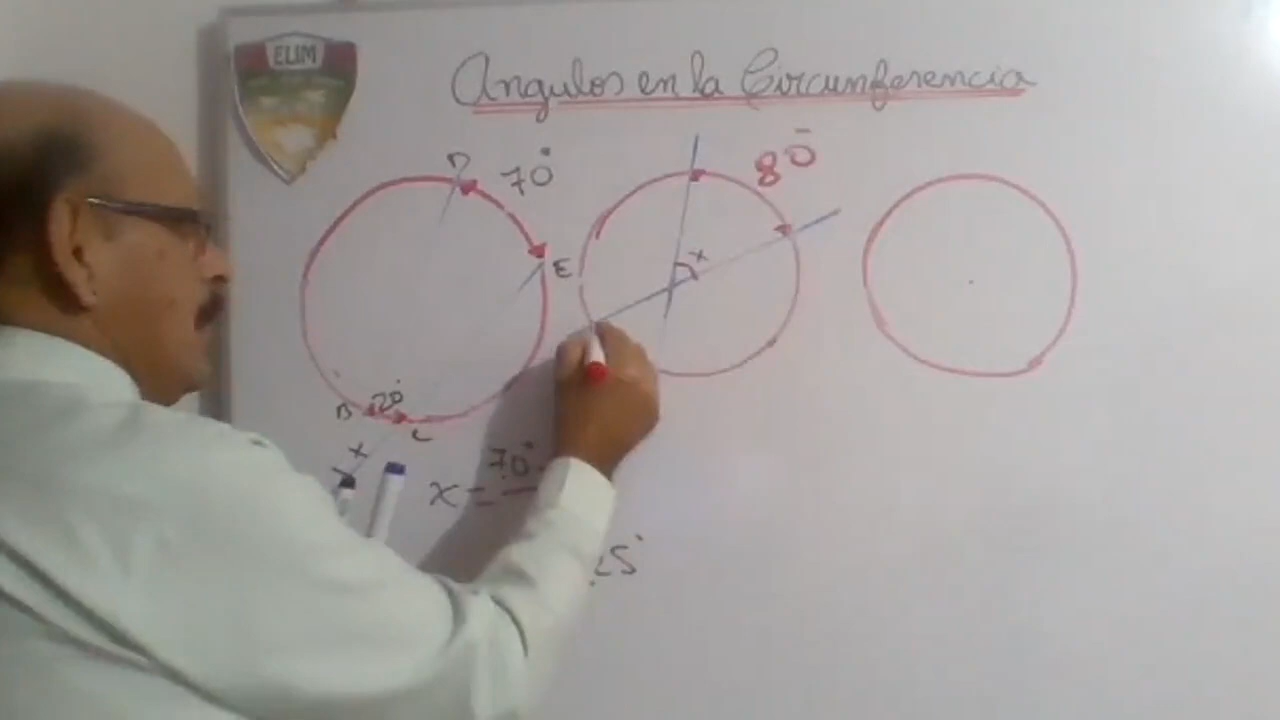 ELIM
Angulos en la Circunferencia
D
70°
80
E
x
B
20°
C
x
x = 70°
25°